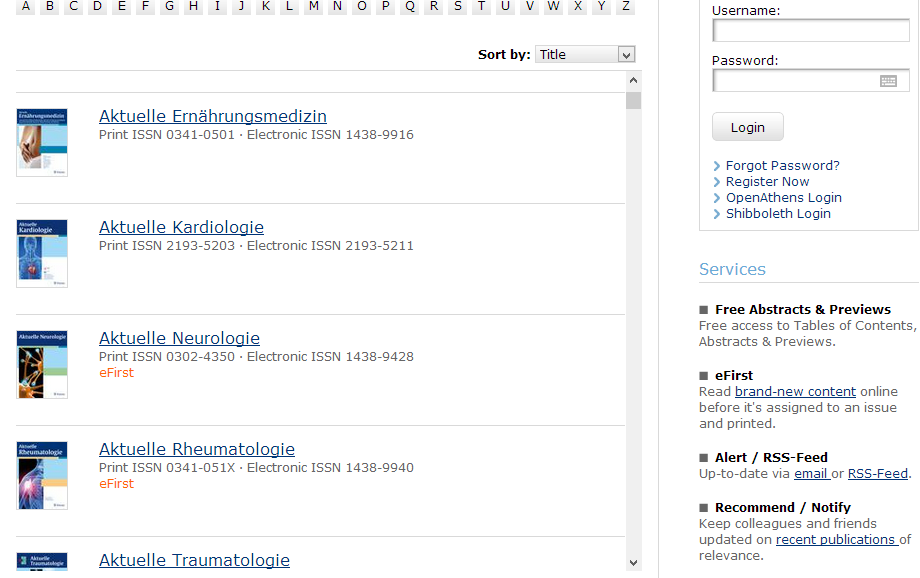 A B C D E F G H I J K L M N O P Q R S T U V W X Y Z
Sort by: Title
Aktuelle Ernährungsmedizin
Print ISSN 0341-0501 · Electronic ISSN 1438-9916
Aktuelle Kardiologie
Print ISSN 2193-5203 · Electronic ISSN 2193-5211
Aktuelle Neurologie
Print ISSN 0302-4350 · Electronic ISSN 1438-9428
eFirst
Aktuelle Rheumatologie
Print ISSN 0341-051X · Electronic ISSN 1438-9940
eFirst
Aktuelle Traumatologie
Aktuelle
Ernährungsmedizin
Aktuelle
Kardiologie
Aktuelle Neurologie
Aktuelle
Rheumatologie
Aktuelle
Traumatologie
Username:
Password:
Login
Forgot Password?
Register Now
OpenAthens Login
Shibboleth Login
Services
Free Abstracts & Previews
Free access to Tables of Contents,
Abstracts & Previews.
eFirst
Read brand-new content online
before it's assigned to an issue
and printed.
Alert / RSS-Feed
Up-to-date via email or RSS-Feed.
Recommend / Notify
Keep colleagues and friends
updated on recent publications of
relevance.